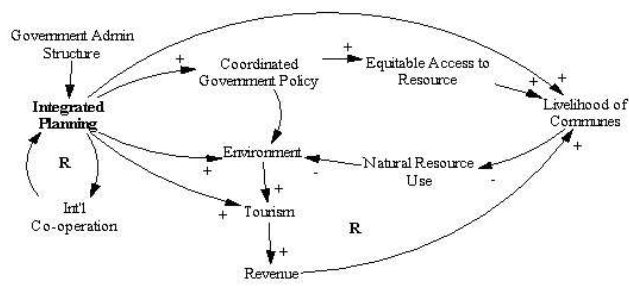 Government Admin
Structure
+
Coordinated
Government Policy
+
Equitable Access to
Resource
+
+
Integrated
Planning
Livelihood of
Communes
R
+
Environment
-
Natural Resource
Use
-
+
Int'l
Co-operation
+
+
Tourism
R
+
Revenue